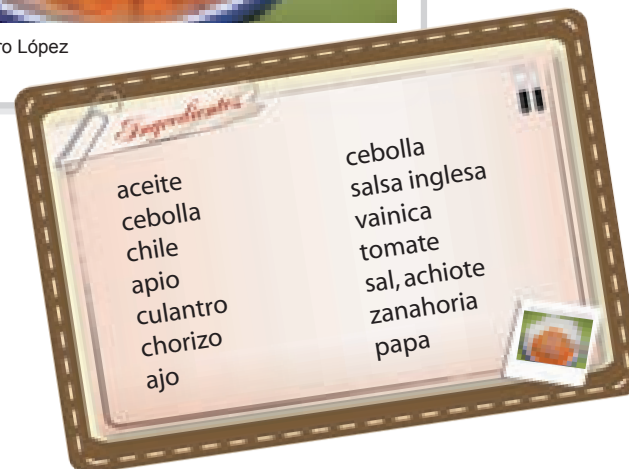 ro López
Ingredientes
aceite
cebolla
chile
apio
culantro
chorizo
ajo
cebolla
salsa inglesa
vainica
tomate
sal, achiote
zanahoria
papa